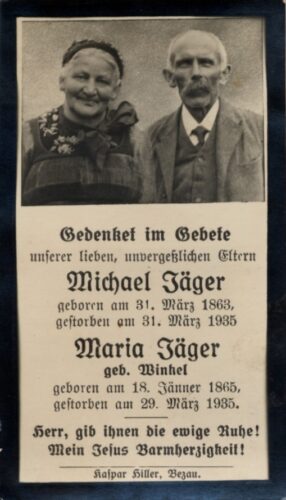 Gedenket im Gebete
unserer lieben, unvergeßlichen Eltern
Michael Jäger
geboren am 31. März 1863,
gestorben am 31. März 1935
Maria Jäger
geb. Winkel
geboren am 18. Jänner 1865,
gestorben am 29. März 1935.
Herr, gib ihnen die ewige Ruhe!
Mein Jesus Barmherzigkeit!
Kaspar Hiller, Bezau.